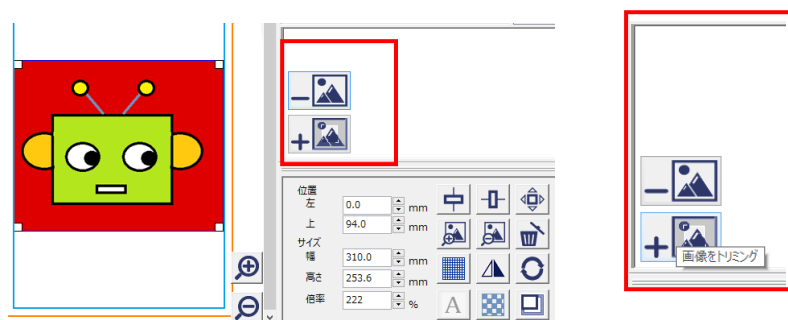 位置
左 0.0 mm
上 94.0 mm
サイズ
幅 310.0 mm
高さ 253.6 mm
倍率 222 %
A
画像をトリミング